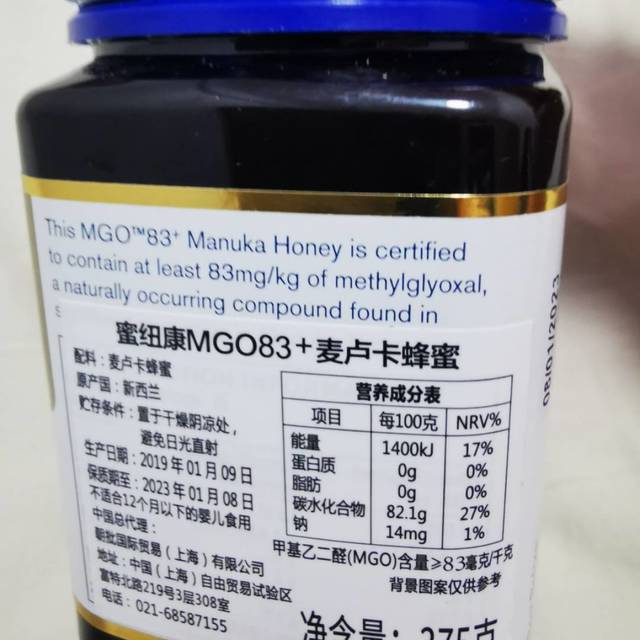 This MGO™83⁺ Manuka Honey is certified
to contain at least 83mg/kg of methylglyoxal,
a naturally occurring compound found in
蜜纽康MGO83+麦卢卡蜂蜜
配料：麦卢卡蜂蜜
原产国：新西兰
贮存条件：置于干燥阴凉处，
避免日光直射
生产日期：2019年01月09日
保质期至：2023年01月08日
不适合12个月以下的婴儿食用
中国总代理：
朝批国际贸易（上海）有限公司
地址：中国（上海）自由贸易试验区
富特北路219号3层308室
电话：021-68587155
营养成分表
项目 每100克 NRV%
能量 1400kJ 17%
蛋白质 0g 0%
脂肪 0g 0%
碳水化合物 82.1g 27%
钠 14mg 1%
甲基乙二醛(MGO)含量≥83毫克/千克
背景图案仅供参考
净含量：375克
08/01/2023